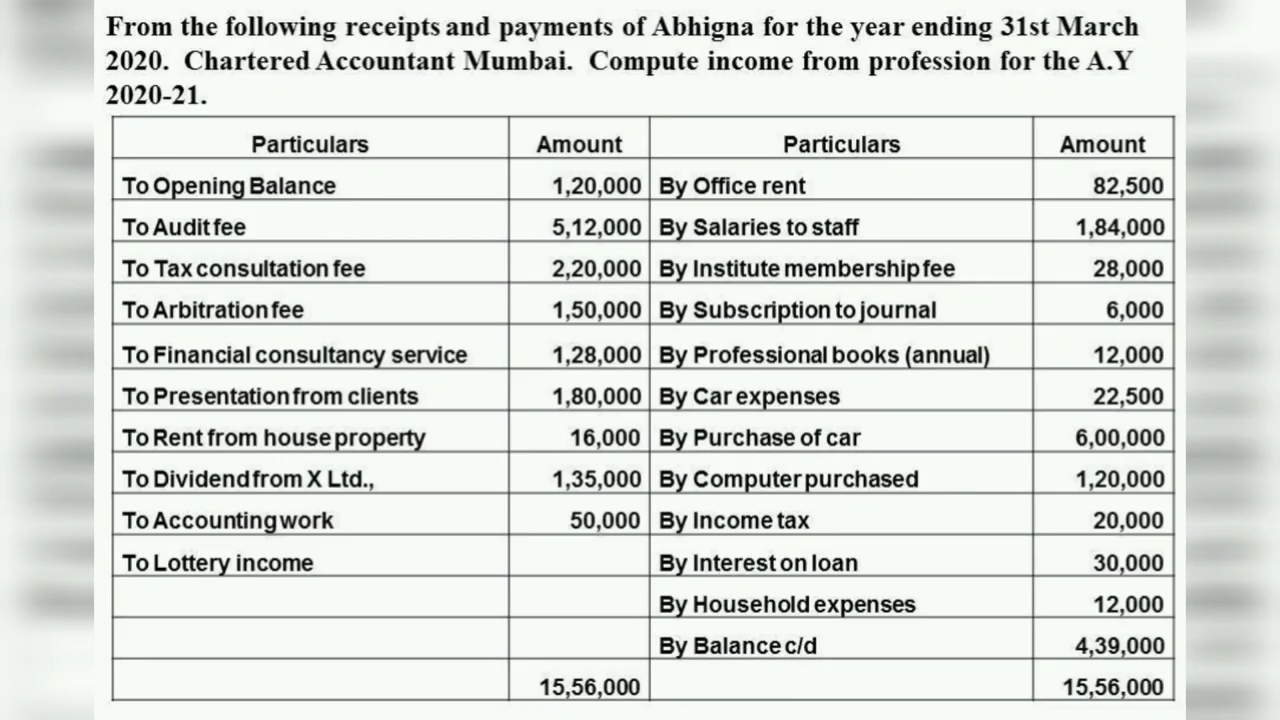 From the following receipts and payments of Abhigna for the year ending 31st March
2020. Chartered Accountant Mumbai. Compute income from profession for the A.Y
2020-21.
Particulars Amount Particulars Amount
To Opening Balance 1,20,000 By Office rent 82,500
To Audit fee 5,12,000 By Salaries to staff 1,84,000
To Tax consultation fee 2,20,000 By Institute membership fee 28,000
To Arbitration fee 1,50,000 By Subscription to journal 6,000
To Financial consultancy service 1,28,000 By Professional books (annual) 12,000
To Presentation from clients 1,80,000 By Car expenses 22,500
To Rent from house property 16,000 By Purchase of car 6,00,000
To Dividend from X Ltd., 1,35,000 By Computer purchased 1,20,000
To Accounting work 50,000 By Income tax 20,000
To Lottery income By Interest on loan 30,000
By Household expenses 12,000
By Balance c/d 4,39,000
15,56,000 15,56,000